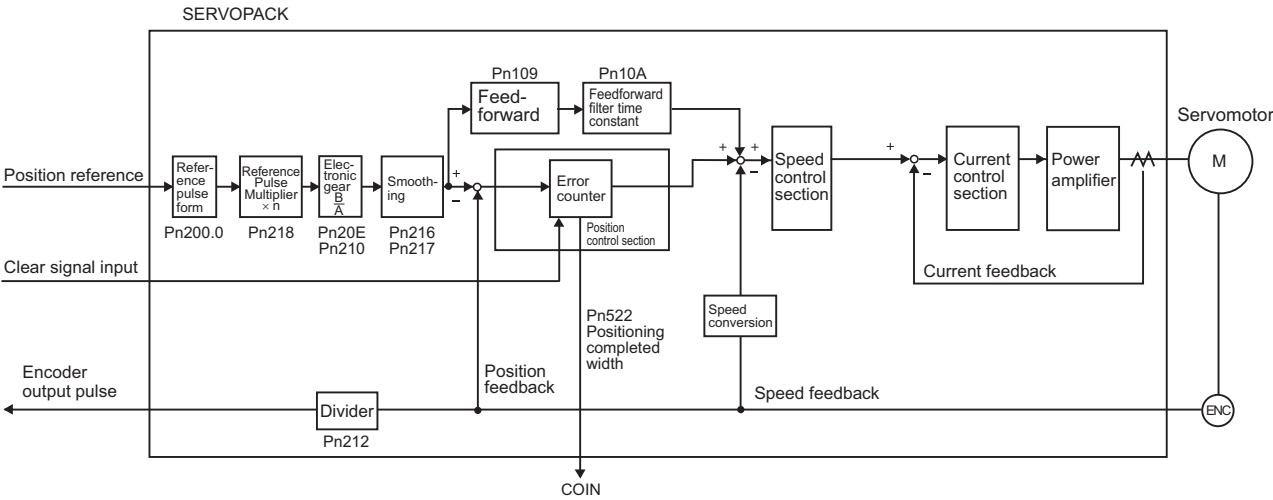 SERVOPACK
Pn109
Feed-
forward
Pn10A
Feedforward
filter time
constant
Servomotor
M
Position reference
Refer-
ence
pulse
form
Pn200.0
Reference
Pulse
Multiplier
× n
Pn218
Elec-
tronic
gear
B
A
Pn20E
Pn210
Smooth-
ing
Pn216
Pn217
+
−
Error
counter
Position
control section
+
+
−
Speed
control
section
+
−
Current
control
section
Power
amplifier
Clear signal input
Current feedback
Speed
conversion
Pn522
Positioning
completed
width
Position
feedback
Speed feedback
Encoder
output pulse
Divider
Pn212
ENC
COIN